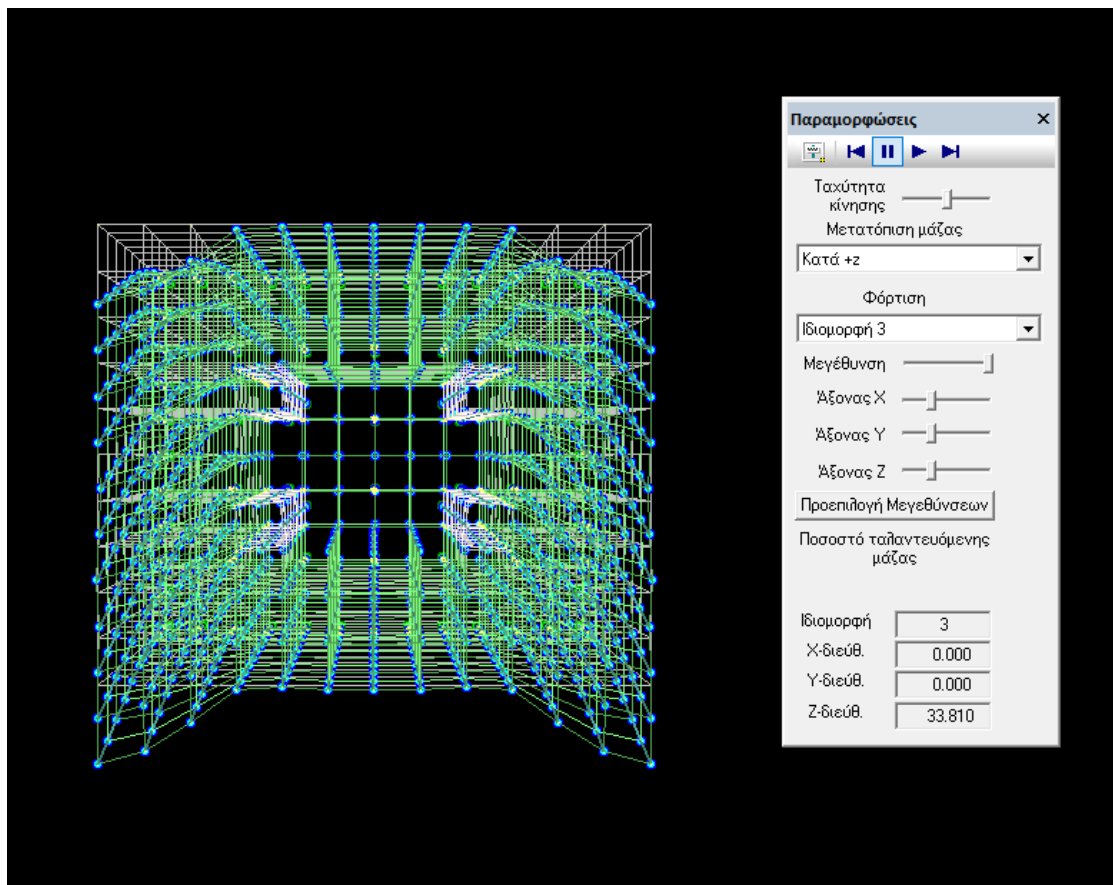 Παραμορφώσεις
Ταχύτητα
κίνησης
Μετατόπιση μάζας
Κατά +z
Φόρτιση
Ιδιομορφή 3
Μεγέθυνση
Άξονας X
Άξονας Y
Άξονας Z
Προεπιλογή Μεγεθύνσεων
Ποσοστό ταλαντευόμενης
μάζας
Ιδιομορφή 3
X-διεύθ. 0.000
Y-διεύθ. 0.000
Z-διεύθ. 33.810